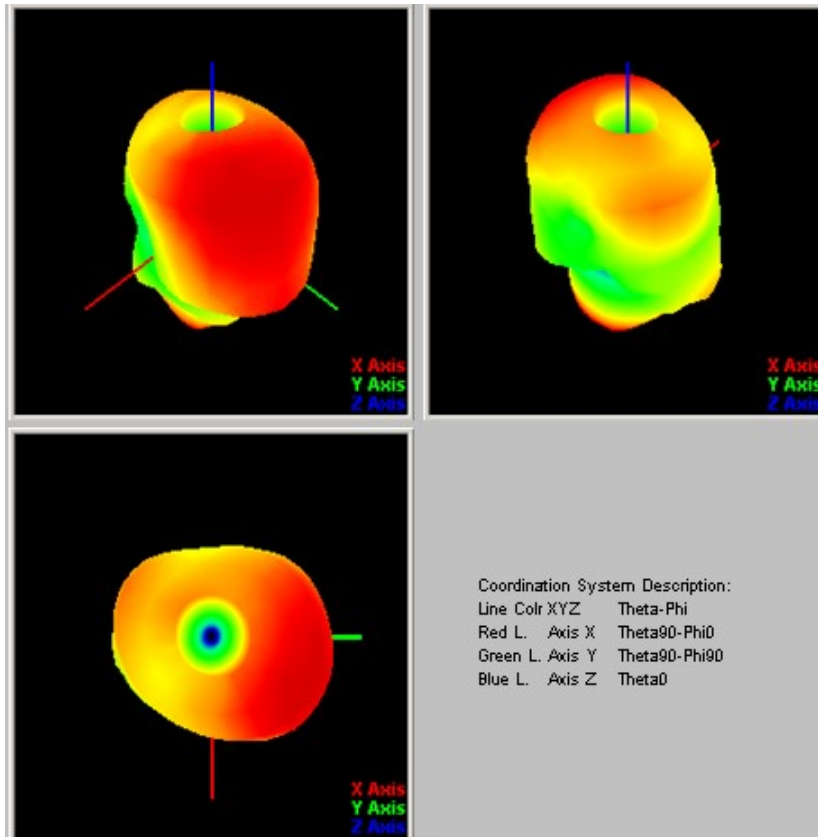 X Axis
Y Axis
Z Axis
X Axis
Y Axis
Z Axis
X Axis
Y Axis
Z Axis
Coordination System Description:
Line Colr XYZ Theta-Phi
Red L. Axis X Theta90-Phi0
Green L. Axis Y Theta90-Phi90
Blue L. Axis Z Theta0